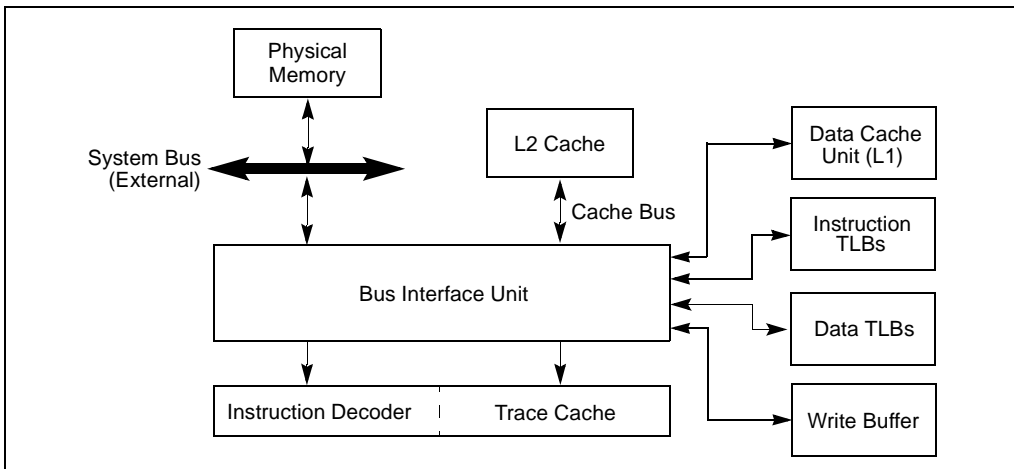 Physical
Memory
System Bus
(External)
L2 Cache
Cache Bus
Data Cache
Unit (L1)
Instruction
TLBs
Bus Interface Unit
Data TLBs
Instruction Decoder
Trace Cache
Write Buffer